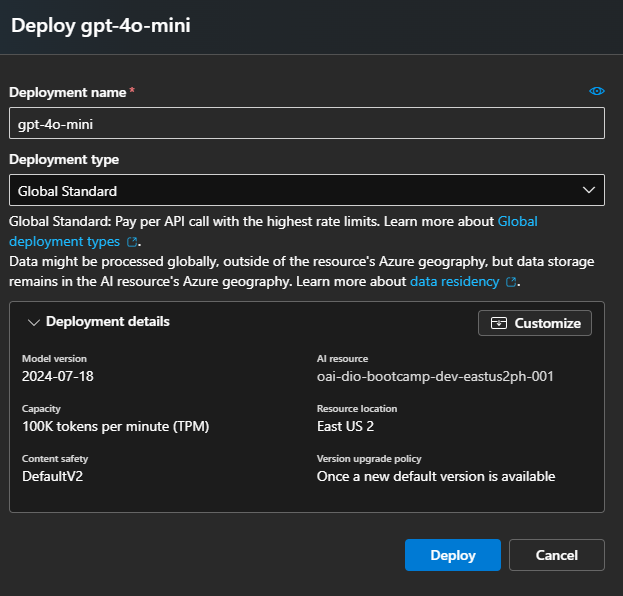 Deploy gpt-4o-mini
Deployment name *
gpt-4o-mini
Deployment type
Global Standard
Global Standard: Pay per API call with the highest rate limits. Learn more about Global
deployment types.
Data might be processed globally, outside of the resource's Azure geography, but data storage
remains in the AI resource's Azure geography. Learn more about data residency.
Deployment details
Customize
Model version
2024-07-18
AI resource
oai-dio-bootcamp-dev-eastus2ph-001
Capacity
100K tokens per minute (TPM)
Resource location
East US 2
Content safety
DefaultV2
Version upgrade policy
Once a new default version is available
Deploy
Cancel